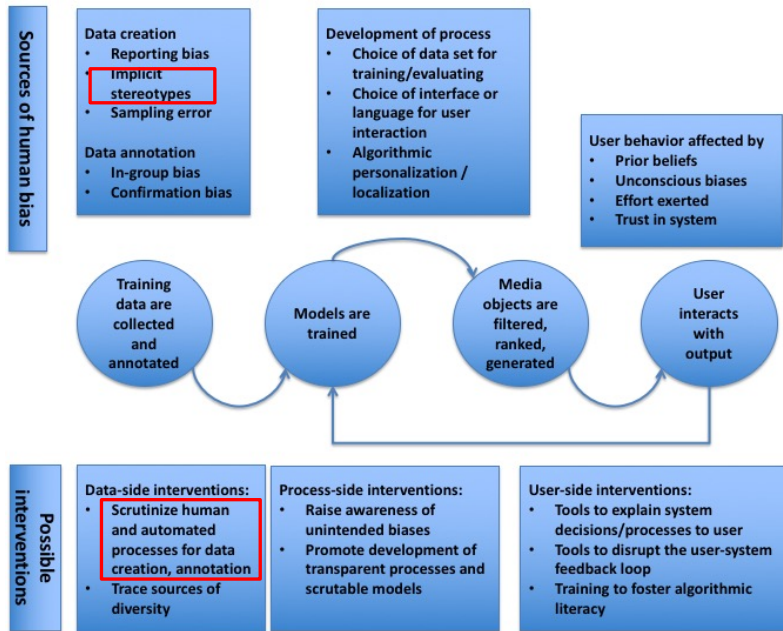 Sources of human bias
Data creation
• Reporting bias
• Implicit
stereotypes
• Sampling error
Data annotation
• In-group bias
• Confirmation bias
Development of process
• Choice of data set for
training/evaluating
• Choice of interface or
language for user
interaction
• Algorithmic
personalization /
localization
User behavior affected by
• Prior beliefs
• Unconscious biases
• Effort exerted
• Trust in system
Training
data are
collected
and
annotated
Models are
trained
Media
objects are
filtered,
ranked,
generated
User
interacts
with
output
Possible
interventions
Data-side interventions:
• Scrutinize human
and automated
processes for data
creation, annotation
• Trace sources of
diversity
Process-side interventions:
• Raise awareness of
unintended biases
• Promote development of
transparent processes and
scrutable models
User-side interventions:
• Tools to explain system
decisions/processes to user
• Tools to disrupt the user-system
feedback loop
• Training to foster algorithmic
literacy